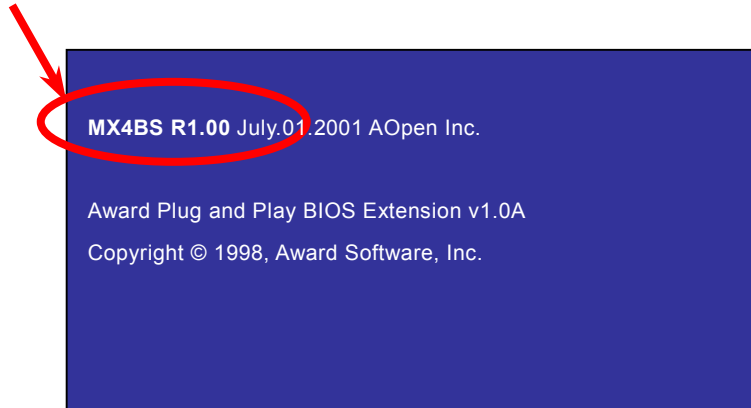 MX4BS R1.00 July.01.2001 AOpen Inc.
Award Plug and Play BIOS Extension v1.0A
Copyright © 1998, Award Software, Inc.